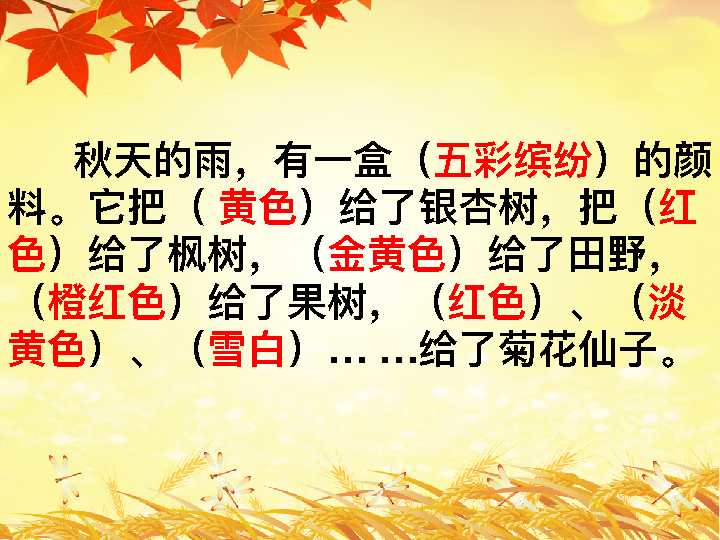 秋天的雨，有一盒（五彩缤纷）的颜
料。它把（ 黄色）给了银杏树，把（红
色）给了枫树，（金黄色）给了田野，
（橙红色）给了果树，（红色）、（淡
黄色）、（雪白）… …给了菊花仙子。